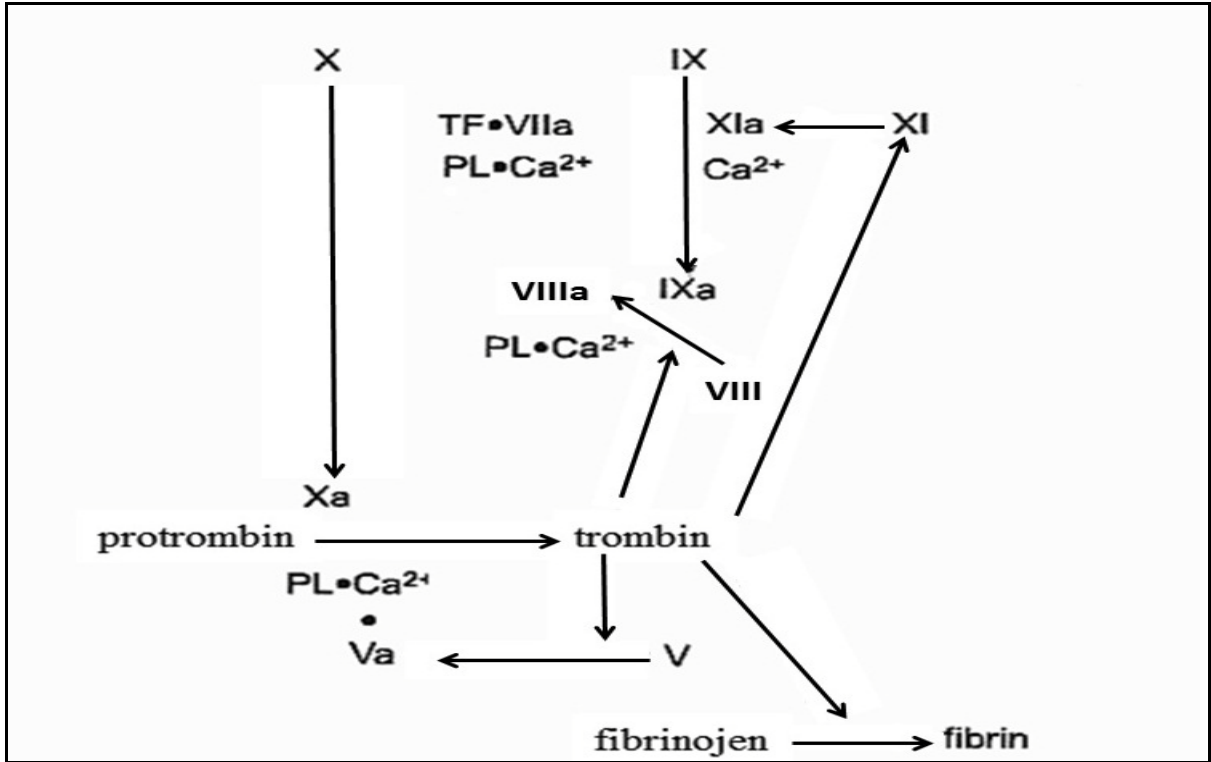 X
IX
TF•VIIa
XIa
XI
PL•Ca²⁺
Ca²⁺
VIIIa
IXa
PL•Ca²⁺
VIII
Xa
protrombin
trombin
PL•Ca²⁺
•
Va
V
fibrinojen
fibrin